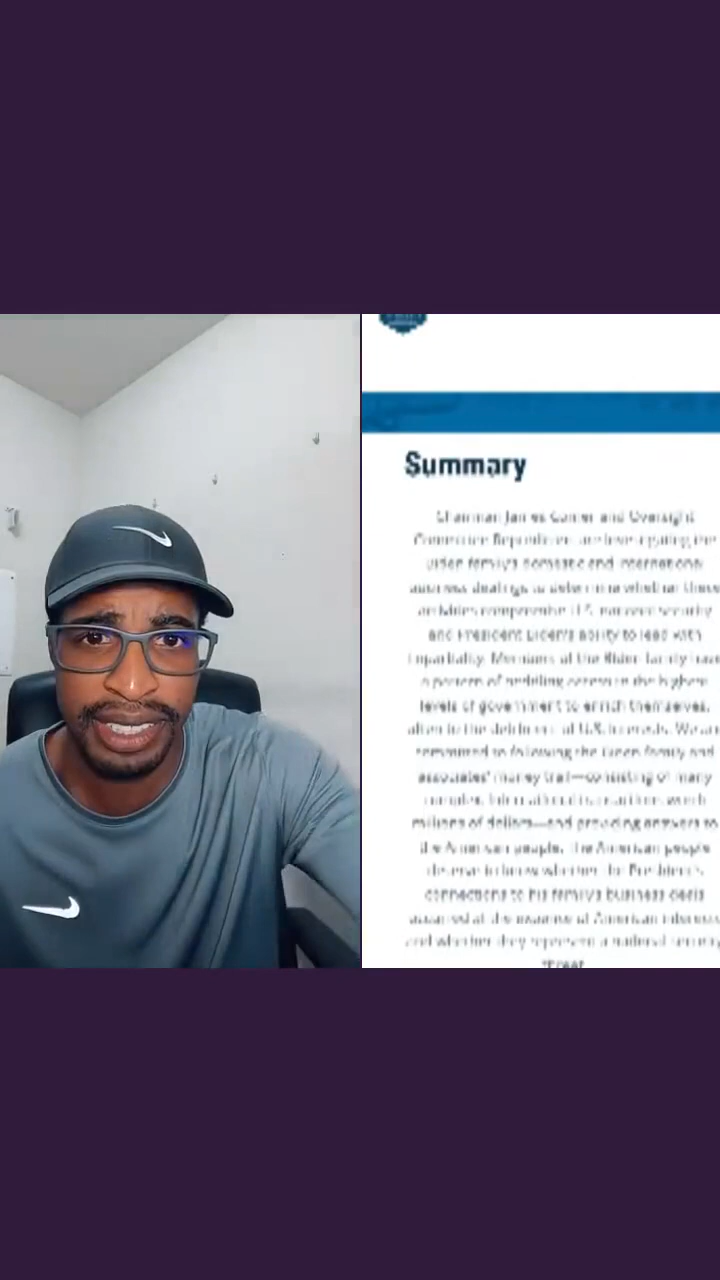 Summary
Chairman James Comer and Oversight
Committee Republicans are investigating the
Biden family's domestic and international
business dealings to determine whether these
activities compromise U.S. national security
and President Biden's ability to lead with
impartiality. Members of the Biden family have
a pattern of peddling access to the highest
levels of government to enrich themselves,
often to the detriment of U.S. interests. We are
committed to following the Biden family and
associates' money trail—consisting of many
complex, international transactions worth
millions of dollars—and providing answers to
the American people. The American people
deserve to know whether the President's
connections to his family's business deals
occurred at the expense of American interests
and whether they represent a national security
threat.